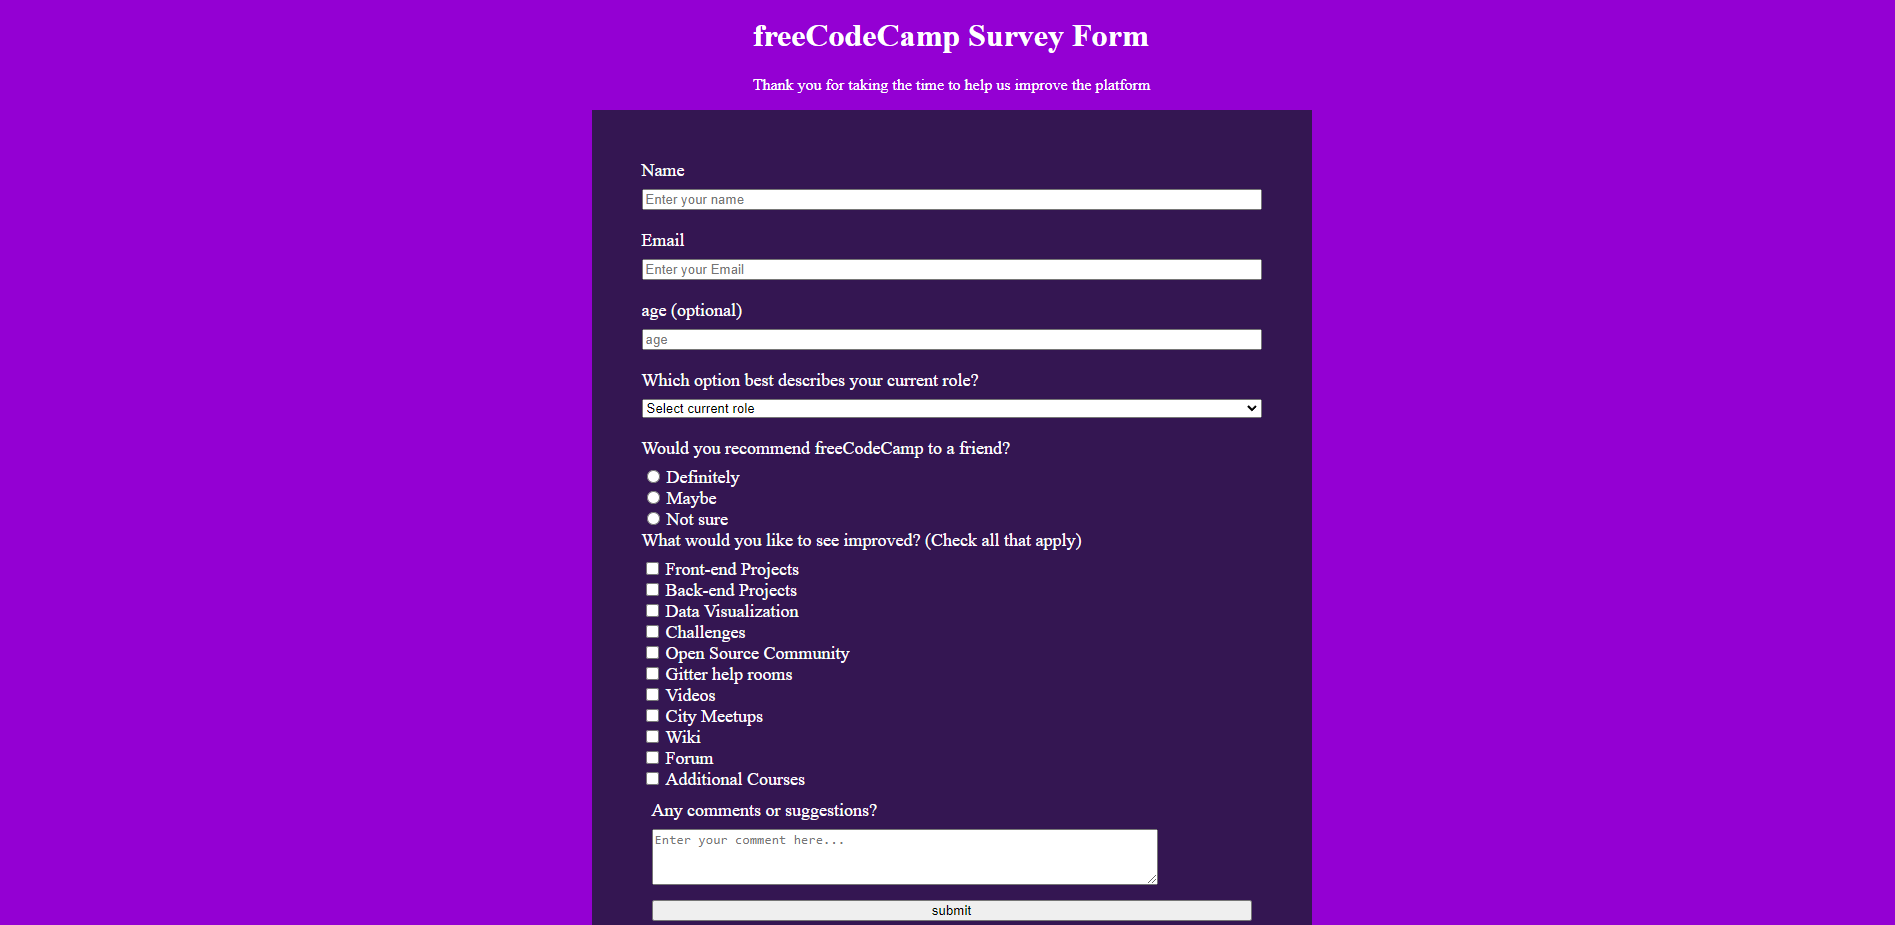 freeCodeCamp Survey Form
Thank you for taking the time to help us improve the platform
Name
Enter your name
Email
Enter your Email
age (optional)
age
Which option best describes your current role?
Select current role
Would you recommend freeCodeCamp to a friend?
Definitely
Maybe
Not sure
What would you like to see improved? (Check all that apply)
Front-end Projects
Back-end Projects
Data Visualization
Challenges
Open Source Community
Gitter help rooms
Videos
City Meetups
Wiki
Forum
Additional Courses
Any comments or suggestions?
Enter your comment here...
submit